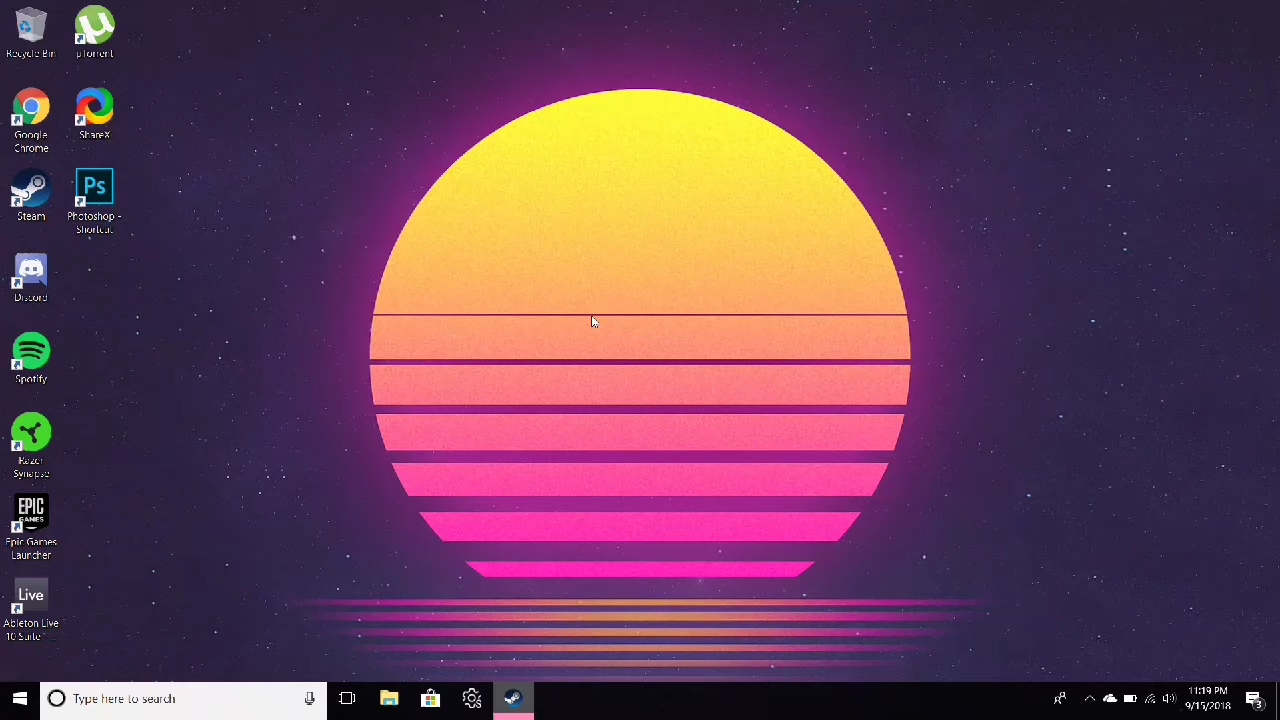 Recycle Bin
µTorrent
Google
Chrome
ShareX
Steam
Ps
Photoshop -
Shortcut
Discord
Spotify
Razer
Synapse
EPIC
GAMES
Epic Games
Launcher
Live
Ableton Live
10 Suite
Type here to search
11:19 PM
9/15/2018
3